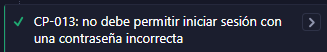 CP-013: no debe permitir iniciar sesión con
una contraseña incorrecta